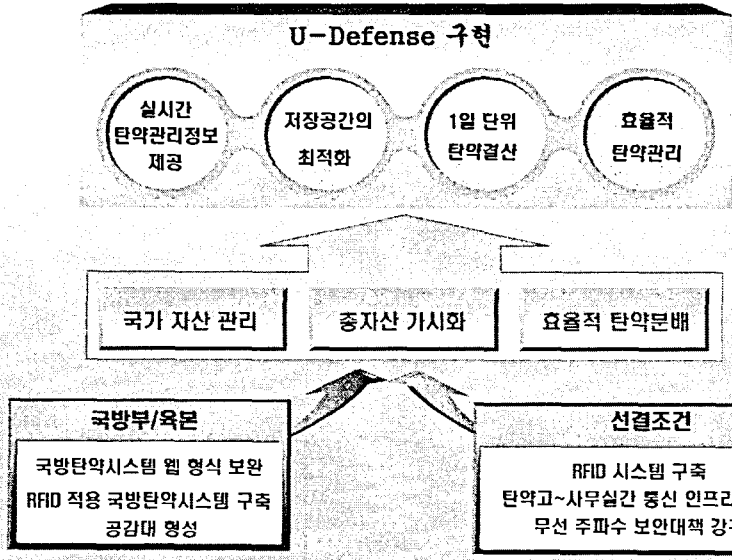 U-Defense 구현
실시간
탄약관리정보
제공
저장공간의
최적화
1일 단위
탄약결산
효율적
탄약관리
국가 자산 관리
총자산 가시화
효율적 탄약분배
국방부/육본
국방탄약시스템 웹 형식 보완
RFID 적용 국방탄약시스템 구축
공감대 형성
선결조건
RFID 시스템 구축
탄약고~사무실간 통신
무선 주파수 보안대책